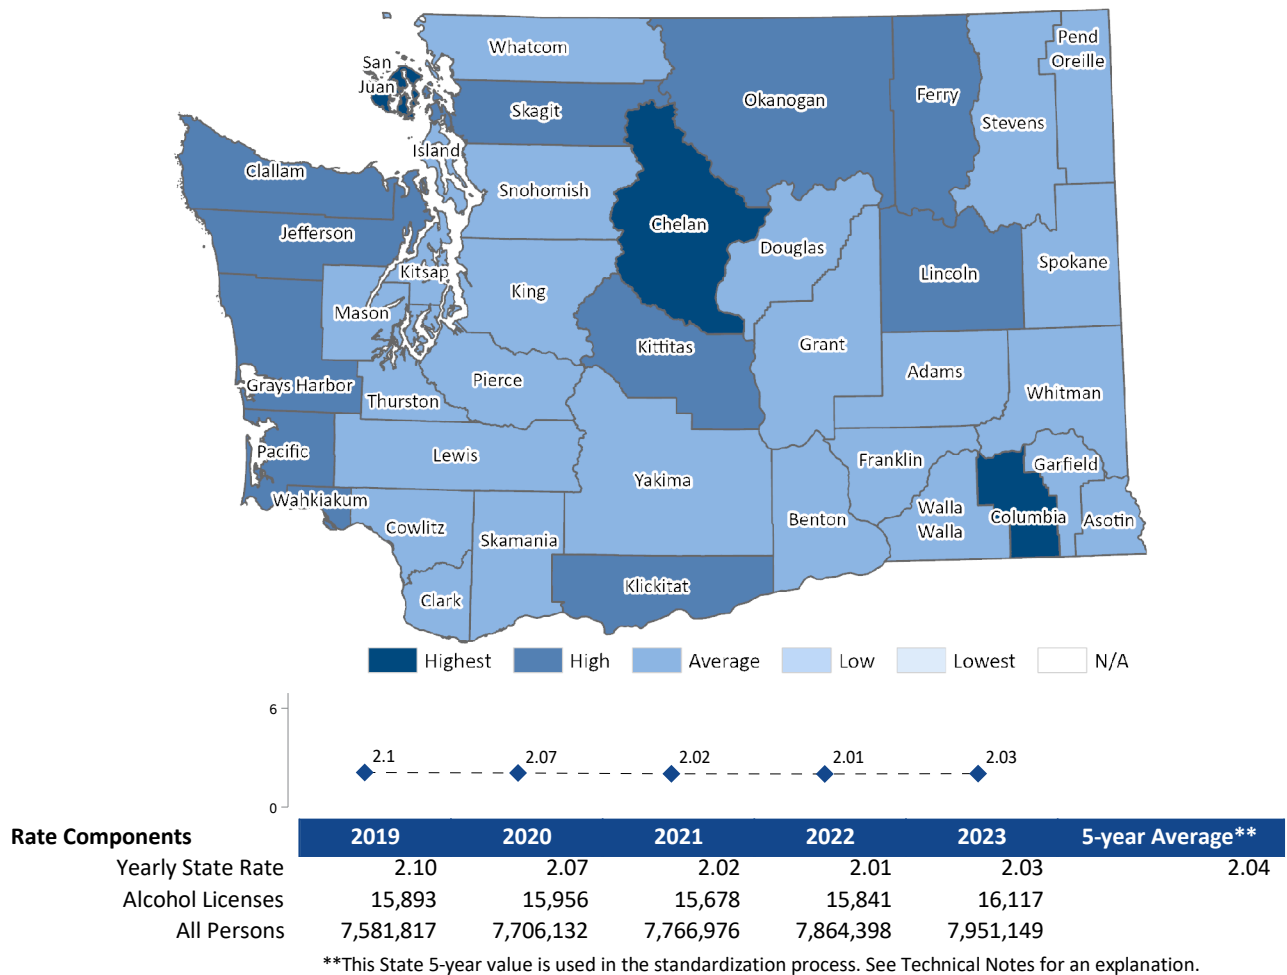 Whatcom
Pend
Oreille
San
Juan
Okanogan
Ferry
Skagit
Stevens
Island
Clallam
Snohomish
Chelan
Jefferson
Douglas
Spokane
Kitsap
Lincoln
King
Mason
Kittitas
Grant
Adams
Pierce
Grays Harbor
Whitman
Thurston
Pacific
Lewis
Franklin
Garfield
Yakima
Wahkiakum
Walla
Walla
Columbia
Benton
Asotin
Cowlitz
Skamania
Klickitat
Clark
Highest High Average Low Lowest N/A
6
2.1 2.07 2.02 2.01 2.03
0
Rate Components 2019 2020 2021 2022 2023 5-year Average**
Yearly State Rate 2.10 2.07 2.02 2.01 2.03 2.04
Alcohol Licenses 15,893 15,956 15,678 15,841 16,117
All Persons 7,581,817 7,706,132 7,766,976 7,864,398 7,951,149
**This State 5-year value is used in the standardization process. See Technical Notes for an explanation.